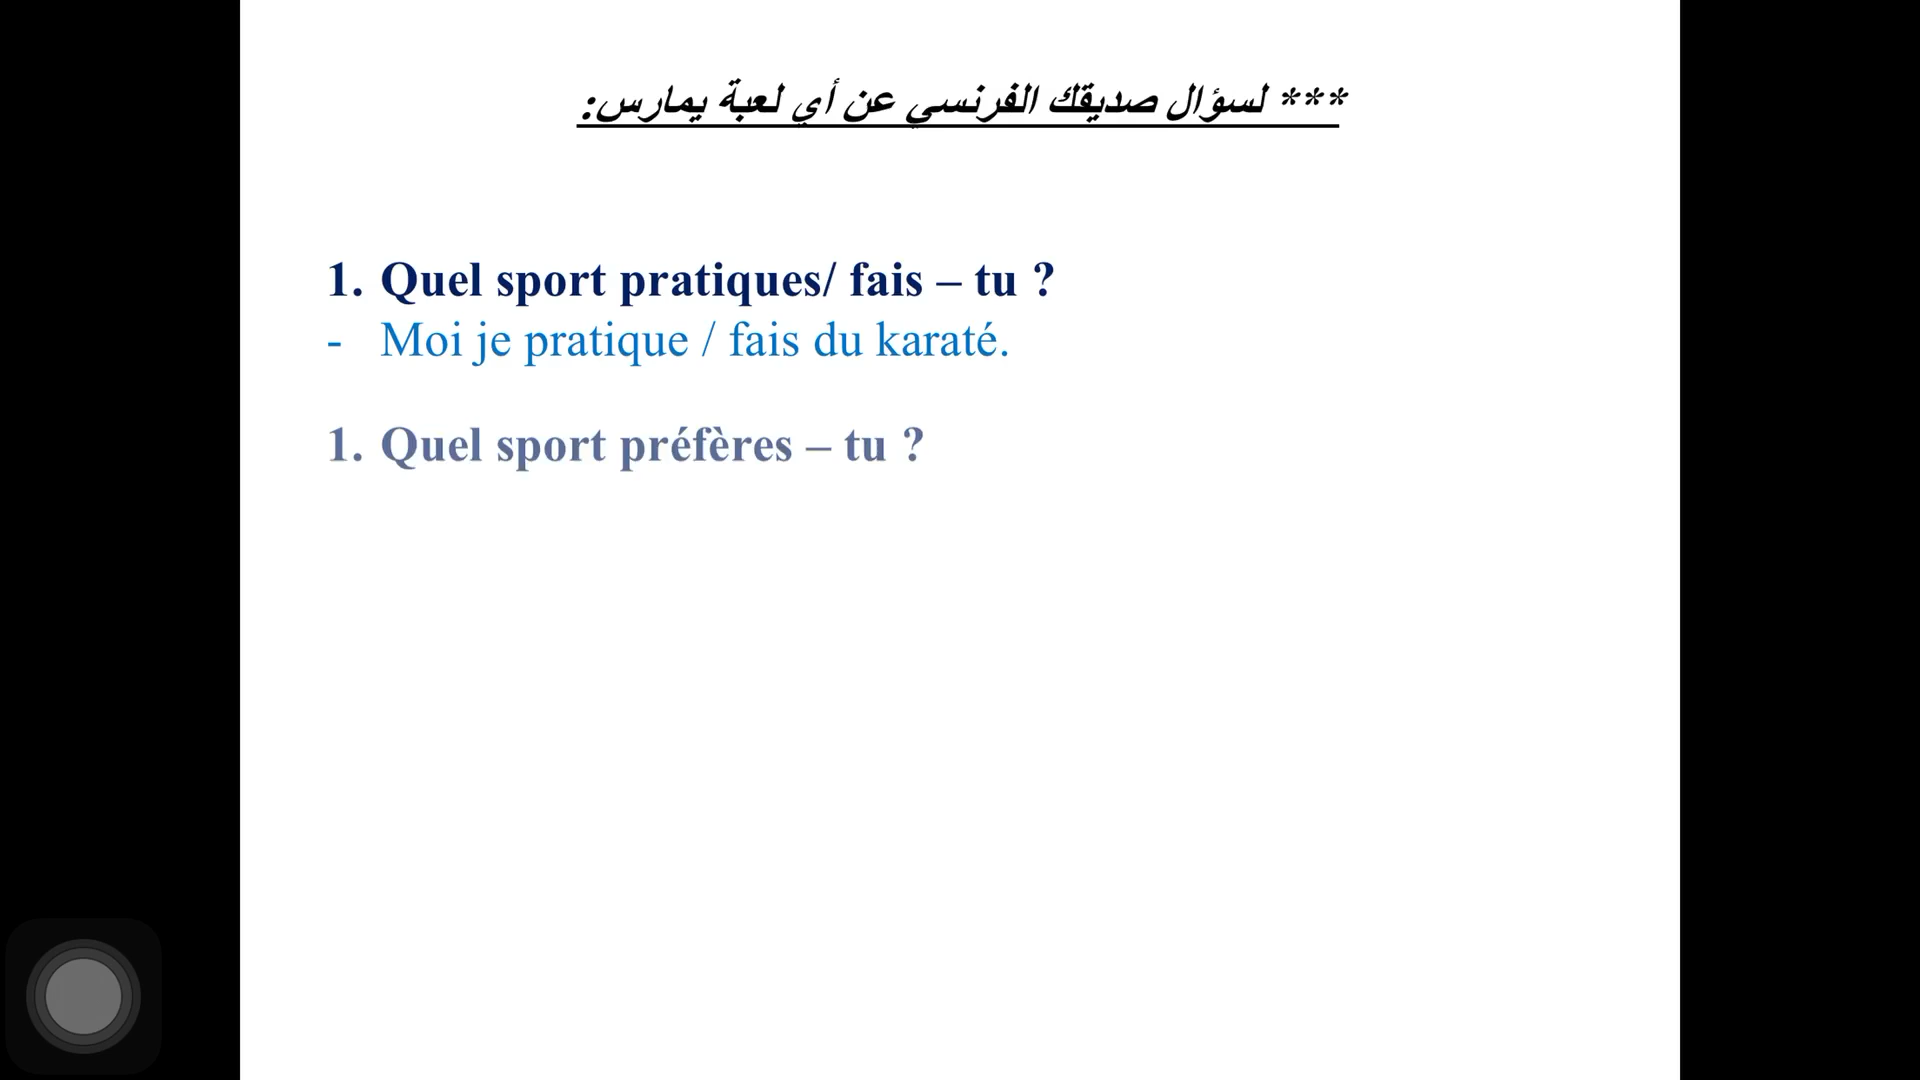 *** لسؤال صديقك الفرنسي عن أي لعبة يمارس:
1. Quel sport pratiques/ fais – tu ?
- Moi je pratique / fais du karaté.
1. Quel sport préfères – tu ?